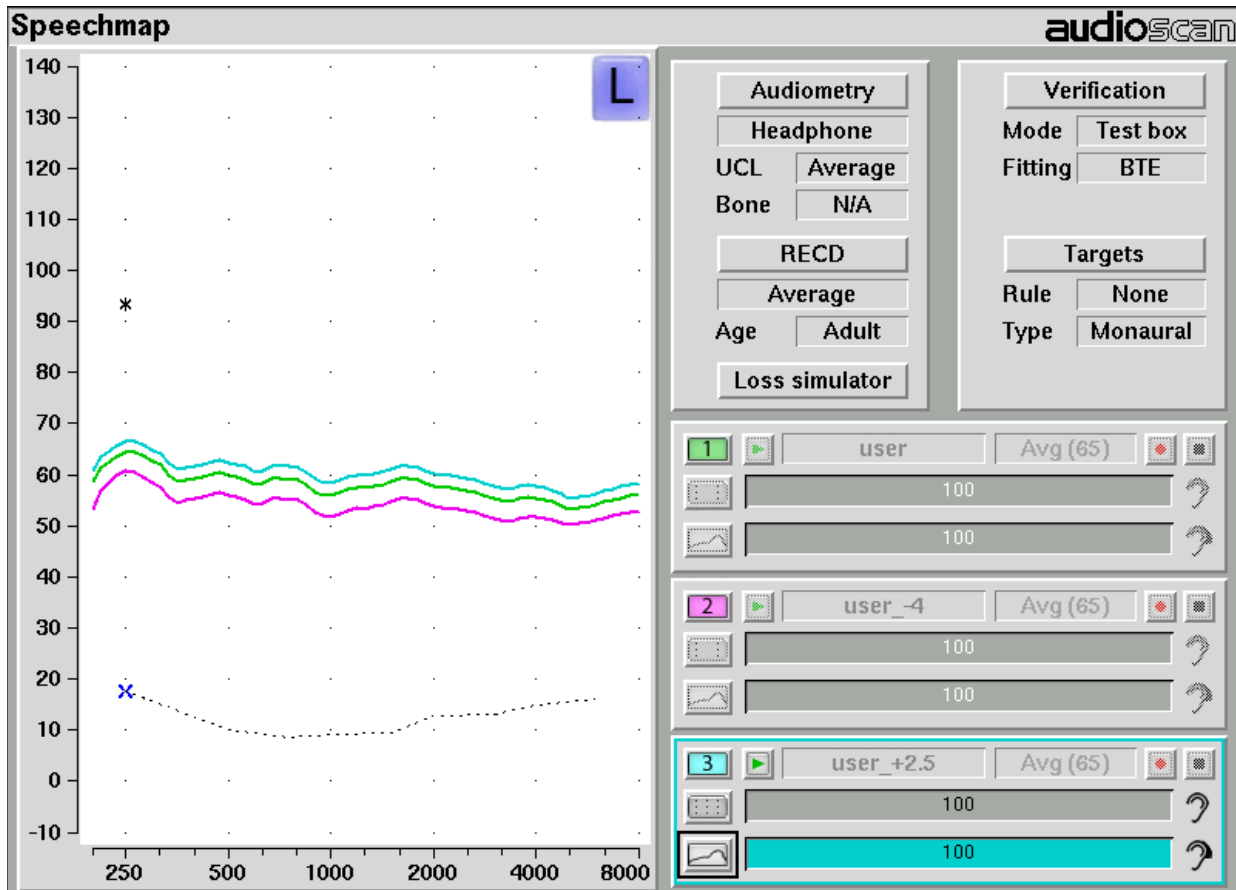 Speechmap
audioscan
140
130
120
110
100
90
80
70
60
50
40
30
20
10
0
-10
250 500 1000 2000 4000 8000
L
Audiometry
Headphone
UCL Average
Bone N/A
RECD
Average
Age Adult
Loss simulator
Verification
Mode Test box
Fitting BTE
Targets
Rule None
Type Monaural
1 user Avg (65)
100
100
2 user_-4 Avg (65)
100
100
3 user_+2.5 Avg (65)
100
100